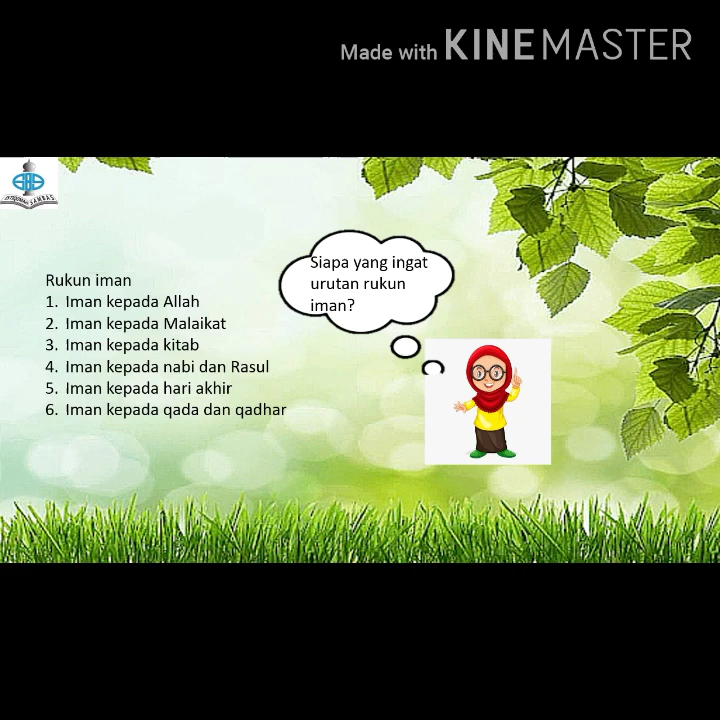 Made with KINEMASTER
SAMBAS
Rukun iman
1. Iman kepada Allah
2. Iman kepada Malaikat
3. Iman kepada kitab
4. Iman kepada nabi dan Rasul
5. Iman kepada hari akhir
6. Iman kepada qada dan qadhar
Siapa yang ingat
urutan rukun
iman?